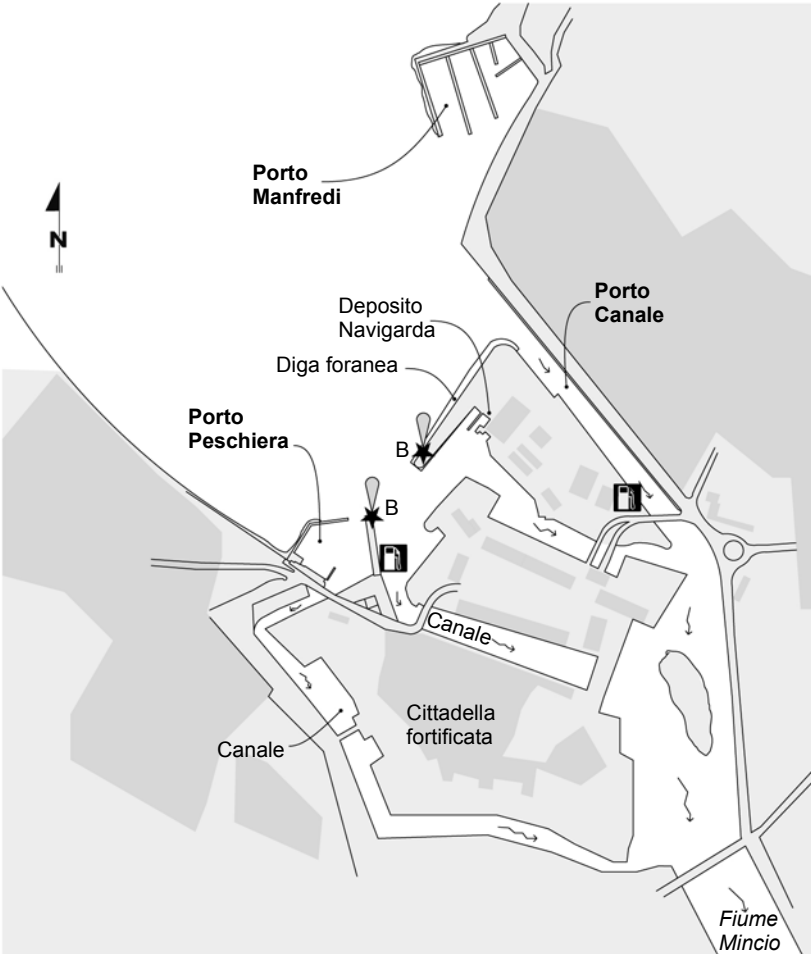 Porto
Manfredi
N
Porto
Canale
Deposito
Navigarda
Diga foranea
Porto
Peschiera
B
B
Canale
Cittadella
fortificata
Canale
Fiume
Mincio